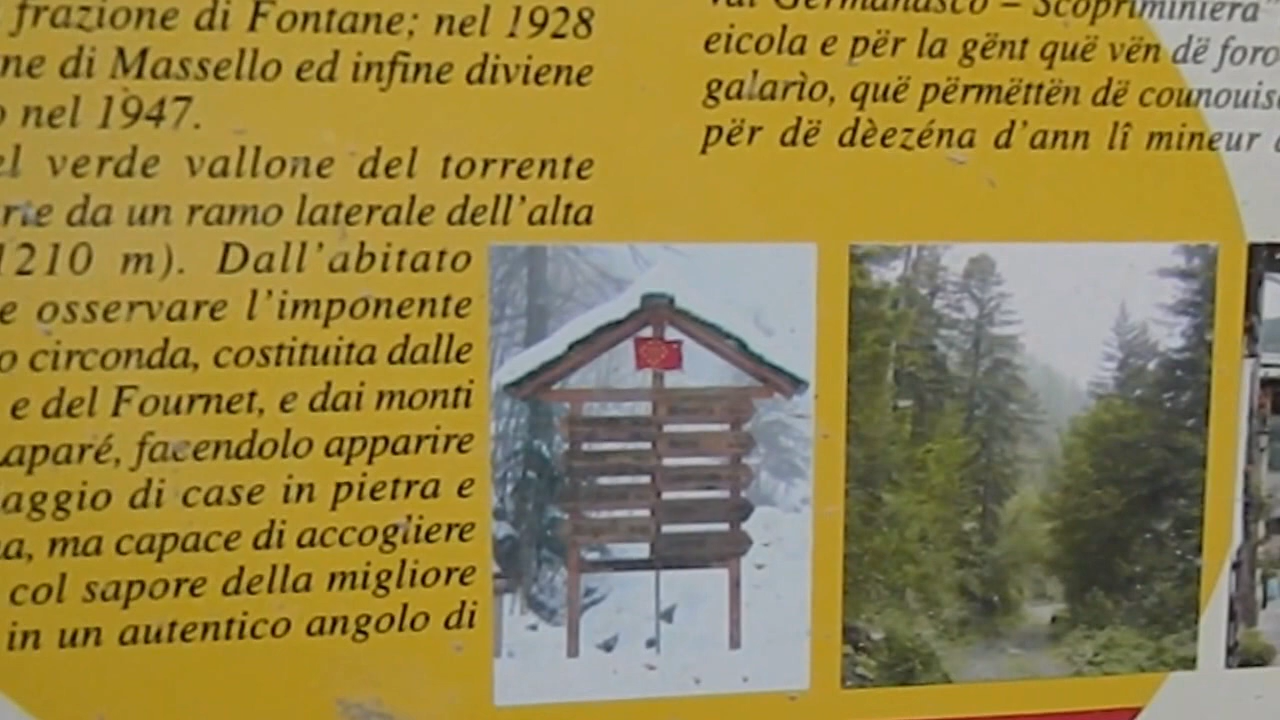 frazione di Fontane; nel 1928
ne di Massello ed infine diviene
nel 1947.
verde vallone del torrente
da un ramo laterale dell'alta
1210 m). Dall'abitato
e osservare l'imponente
o circonda, costituita dalle
e del Fournet, e dai monti
aparé, facendolo apparire
aggio di case in pietra e
a, ma capace di accogliere
col sapore della migliore
in un autentico angolo di
Val Germanasco – Scopriminiera"
eicola e për la gënt quë vën dë foro
galarìo, quë përmëttën dë counouis
për dë dèezéna d'ann lî mineur